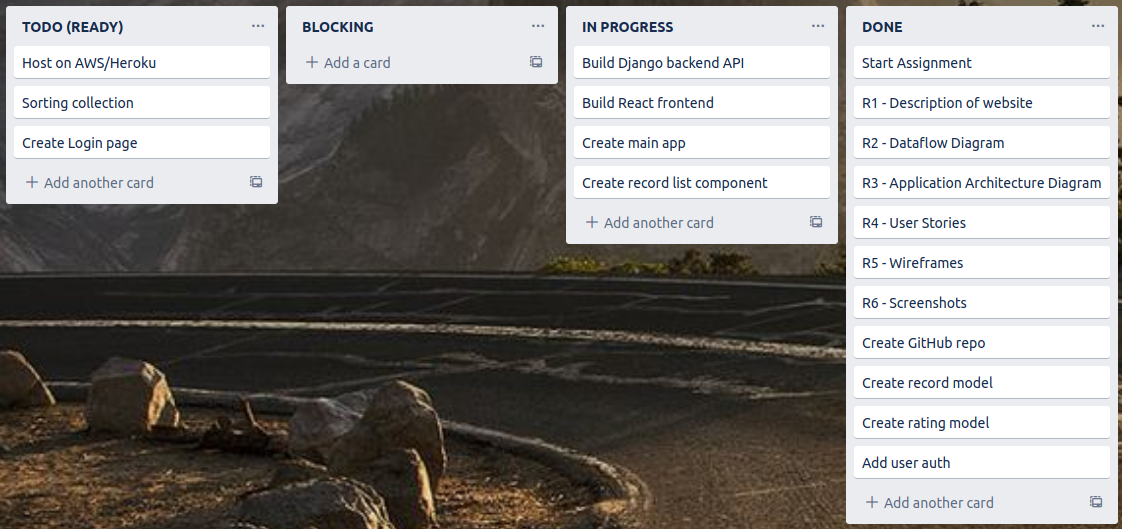 TODO (READY)
Host on AWS/Heroku
Sorting collection
Create Login page
+ Add another card
BLOCKING
+ Add a card
IN PROGRESS
Build Django backend API
Build React frontend
Create main app
Create record list component
+ Add another card
DONE
Start Assignment
R1 - Description of website
R2 - Dataflow Diagram
R3 - Application Architecture Diagram
R4 - User Stories
R5 - Wireframes
R6 - Screenshots
Create GitHub repo
Create record model
Create rating model
Add user auth
+ Add another card